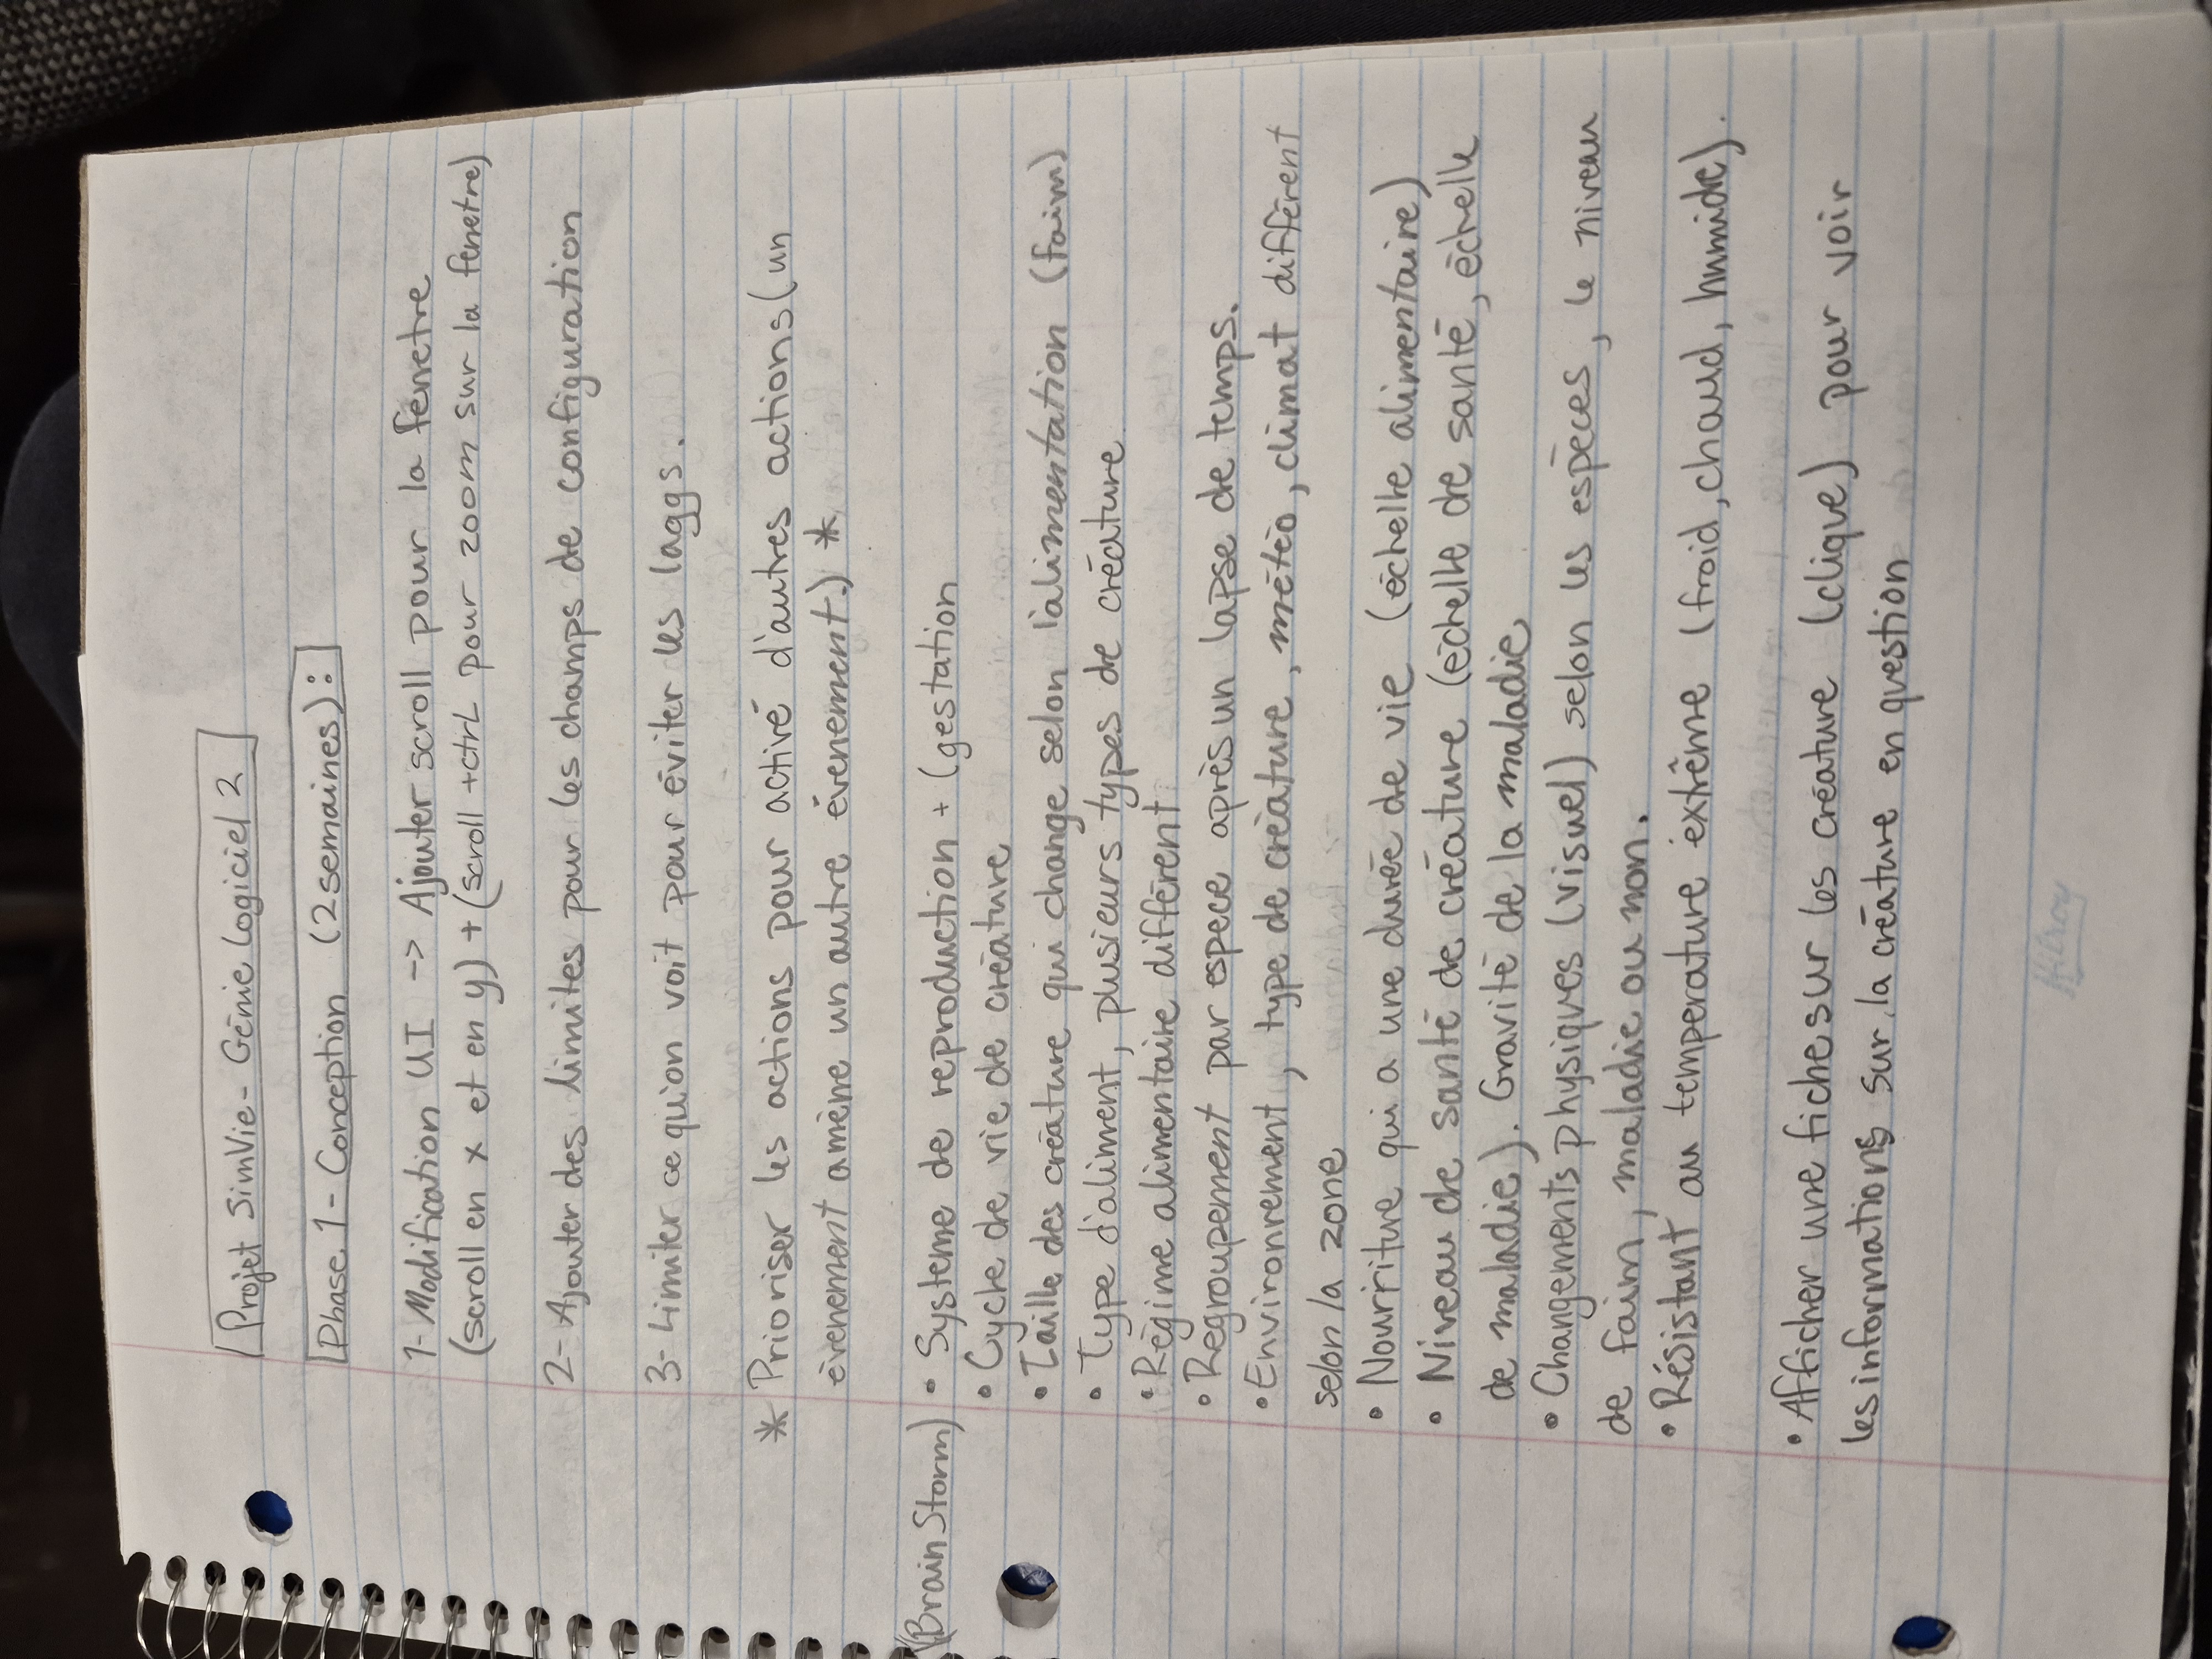 Projet SimVie - Génie Logiciel 2
Phase 1 - Conception (2 semaines):
1- Modification UI -> Ajouter scroll pour la fenetre
(scroll en x et en y) + (scroll + ctrl pour zoom sur la fenetre)
2- Ajouter des limites pour les champs de configuration
3- Limiter ce qu'on voit pour éviter les laggs.
* Prioriser les actions pour activé d'autres actions (un
évenement amène un autre évenement.) *
(Brain Storm) • Systeme de reproduction + (gestation
• Cycle de vie de créature
• Taille des créature qui change selon l'alimentation (faim)
• Type d'aliment, plusieurs types de créature
• Régime alimentaire différent
• Regroupement par espece après un lapse de temps.
• Environnement, type de créature, météo, climat différent
selon la zone
• Nourriture qui a une durée de vie (échelle alimentaire)
• Niveau de santé de créature (échelle de santé, échelle
de maladie). Gravité de la maladie
• Changements physiques (visuel) selon les espèces, le niveau
de faim, maladie ou non.
• Résistant au temperature extrême (froid, chaud, humide).
• Afficher une fiche sur les créature (clique) pour voir
les informations sur la créature en question
Hilroy